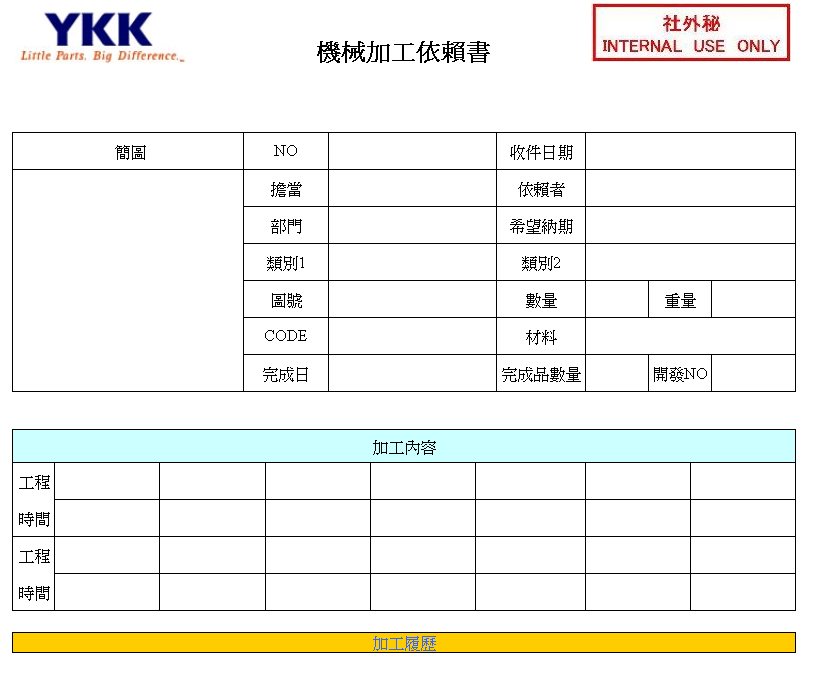 YKK
Little Parts. Big Difference.
機械加工依賴書
社外秘
INTERNAL USE ONLY
簡圖 NO 收件日期
擔當 依賴者
部門 希望納期
類別1 類別2
圖號 數量 重量
CODE 材料
完成日 完成品數量 開發NO
加工內容
工程
時間
工程
時間
加工履歷